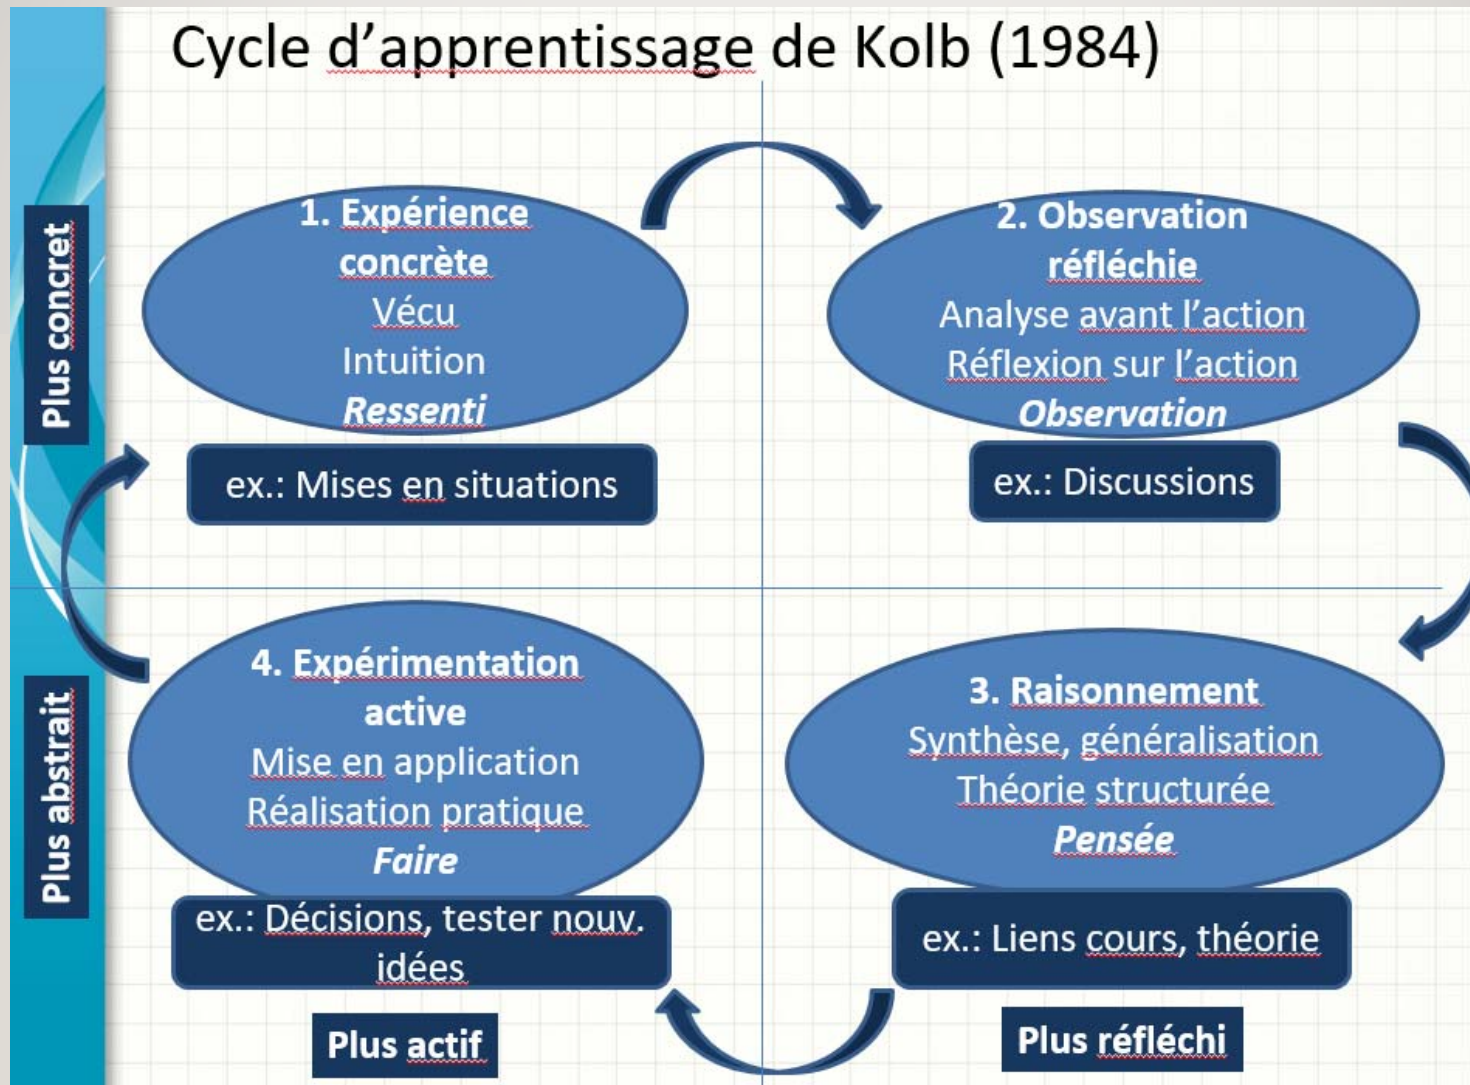 Cycle d'apprentissage de Kolb (1984)
Plus concret
1. Expérience
concrète
Vécu
Intuition
Ressenti
ex.: Mises en situations
2. Observation
réfléchie
Analyse avant l'action
Réflexion sur l'action
Observation
ex.: Discussions
Plus abstrait
4. Expérimentation
active
Mise en application
Réalisation pratique
Faire
ex.: Décisions, tester nouv.
idées
3. Raisonnement
Synthèse, généralisation
Théorie structurée
Pensée
ex.: Liens cours, théorie
Plus actif
Plus réfléchi